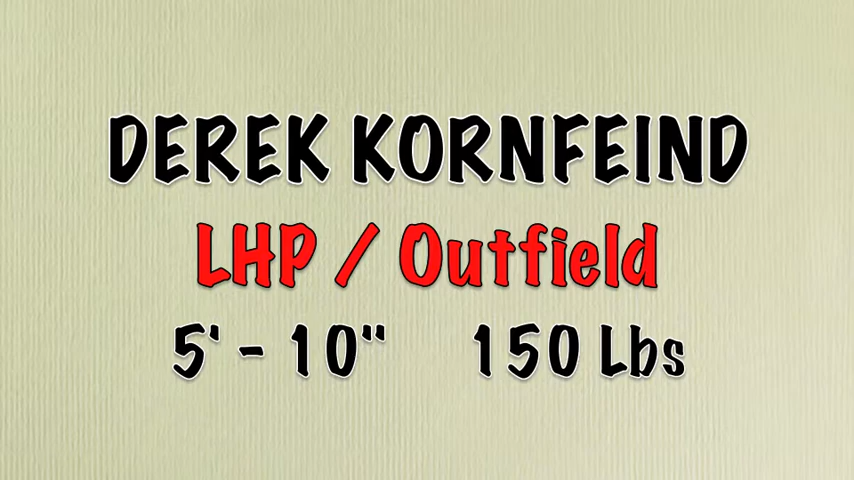 DEREK KORNFEIND
LHP / Outfield
5' - 10" 150 Lbs